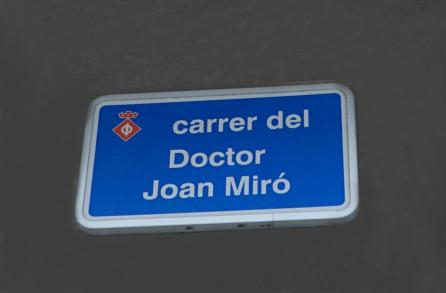 carrer del
Doctor
Joan Miró